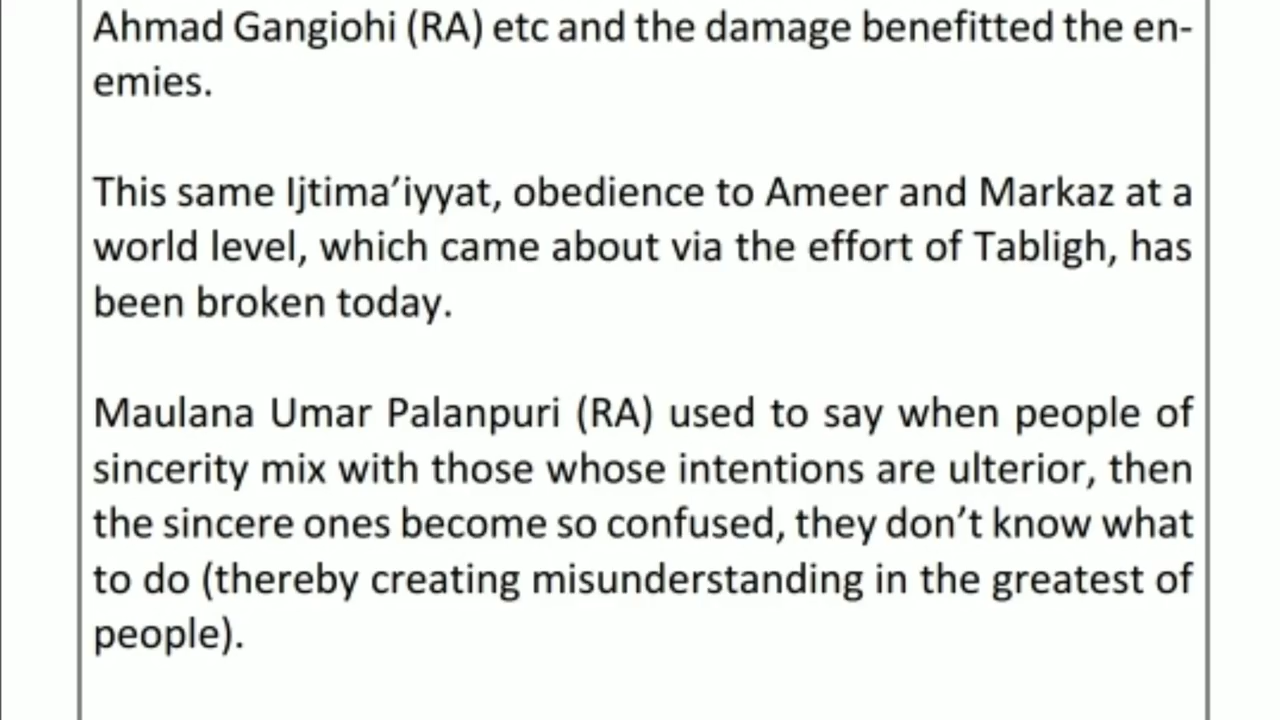 Ahmad Gangiohi (RA) etc and the damage benefitted the en-
emies.
This same Ijtima’iyyat, obedience to Ameer and Markaz at a
world level, which came about via the effort of Tabligh, has
been broken today.
Maulana Umar Palanpuri (RA) used to say when people of
sincerity mix with those whose intentions are ulterior, then
the sincere ones become so confused, they don’t know what
to do (thereby creating misunderstanding in the greatest of
people).